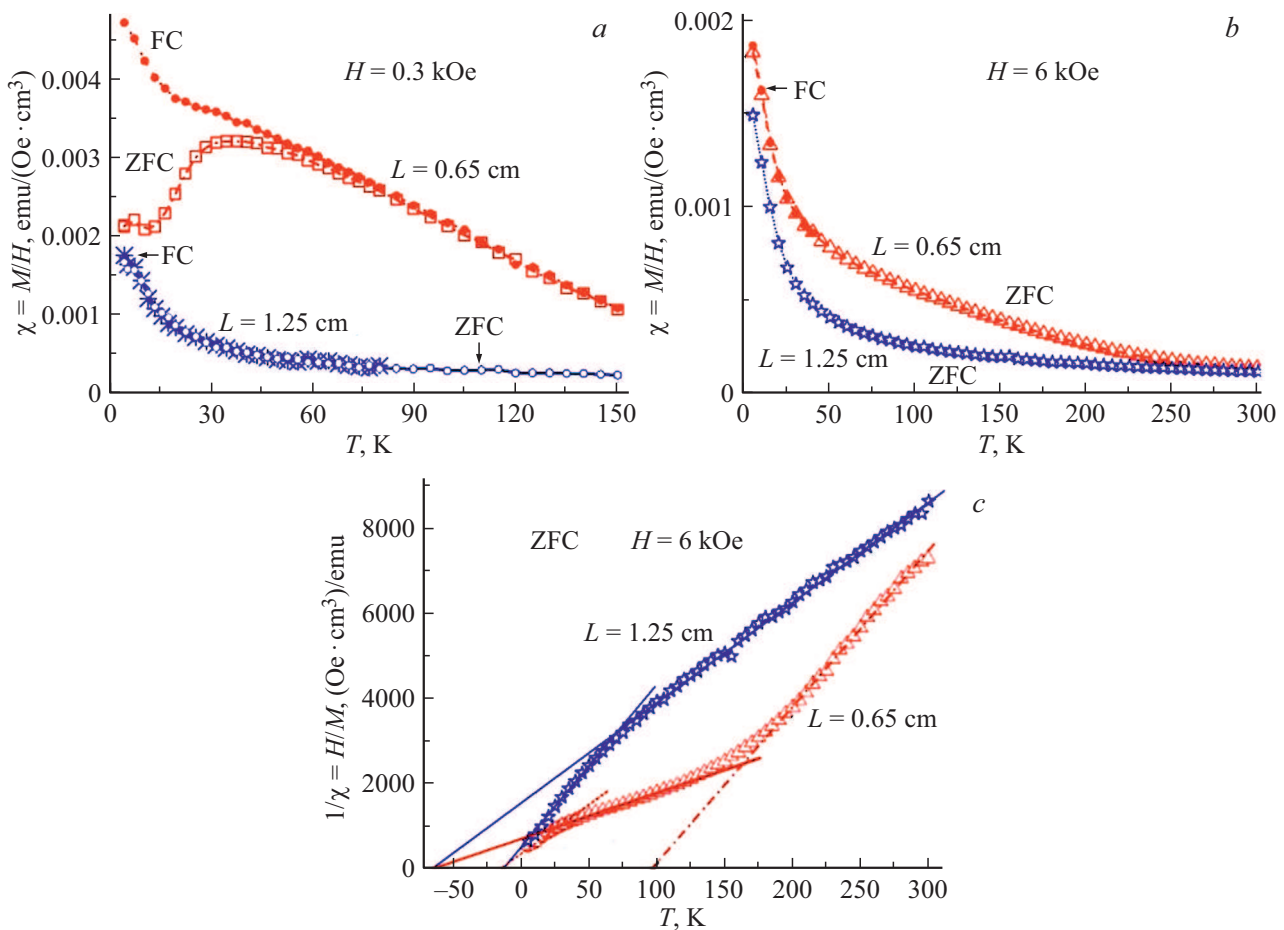 a
FC
H = 0.3 kOe
ZFC
L = 0.65 cm
FC
L = 1.25 cm
ZFC
0.004
0.003
0.002
0.001
0
χ = M/H, emu/(Oe · cm³)
0 30 60 90 120 150
T, K
b
H = 6 kOe
FC
L = 0.65 cm
ZFC
L = 1.25 cm
ZFC
0.002
0.001
0
χ = M/H, emu/(Oe · cm³)
0 50 100 150 200 250 300
T, K
c
ZFC H = 6 kOe
L = 1.25 cm
L = 0.65 cm
8000
6000
4000
2000
0
1/χ = H/M, (Oe · cm³)/emu
–50 0 50 100 150 200 250 300
T, K